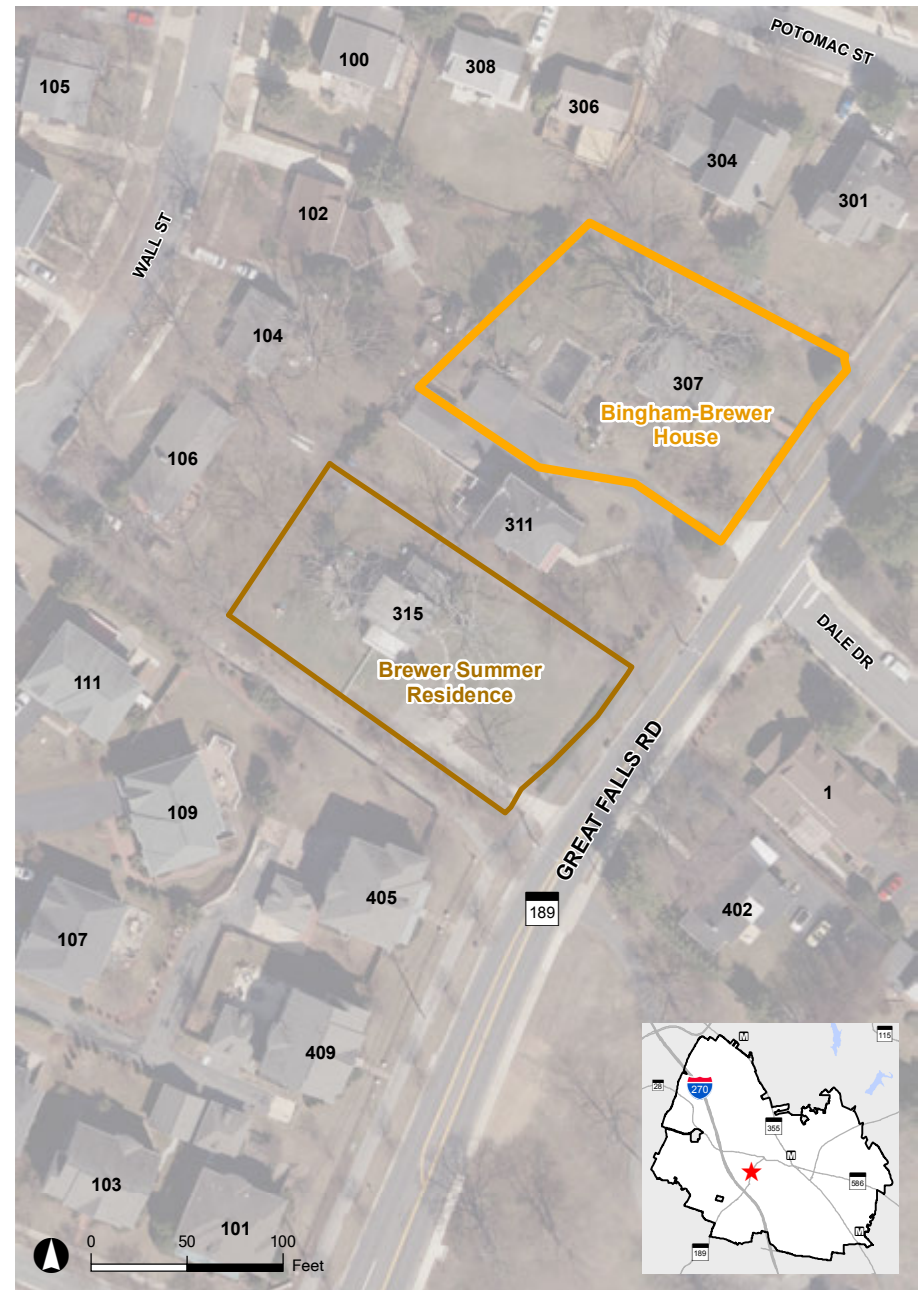 POTOMAC ST
100
308
105
306
304
301
102
WALL ST
104
307
Bingham-Brewer
House
106
311
315
DALE DR
Brewer Summer
Residence
111
GREAT FALLS RD
1
109
405
189
402
107
409
103
101
0
50
100
Feet
M
115
270
28
355
M
586
M
189